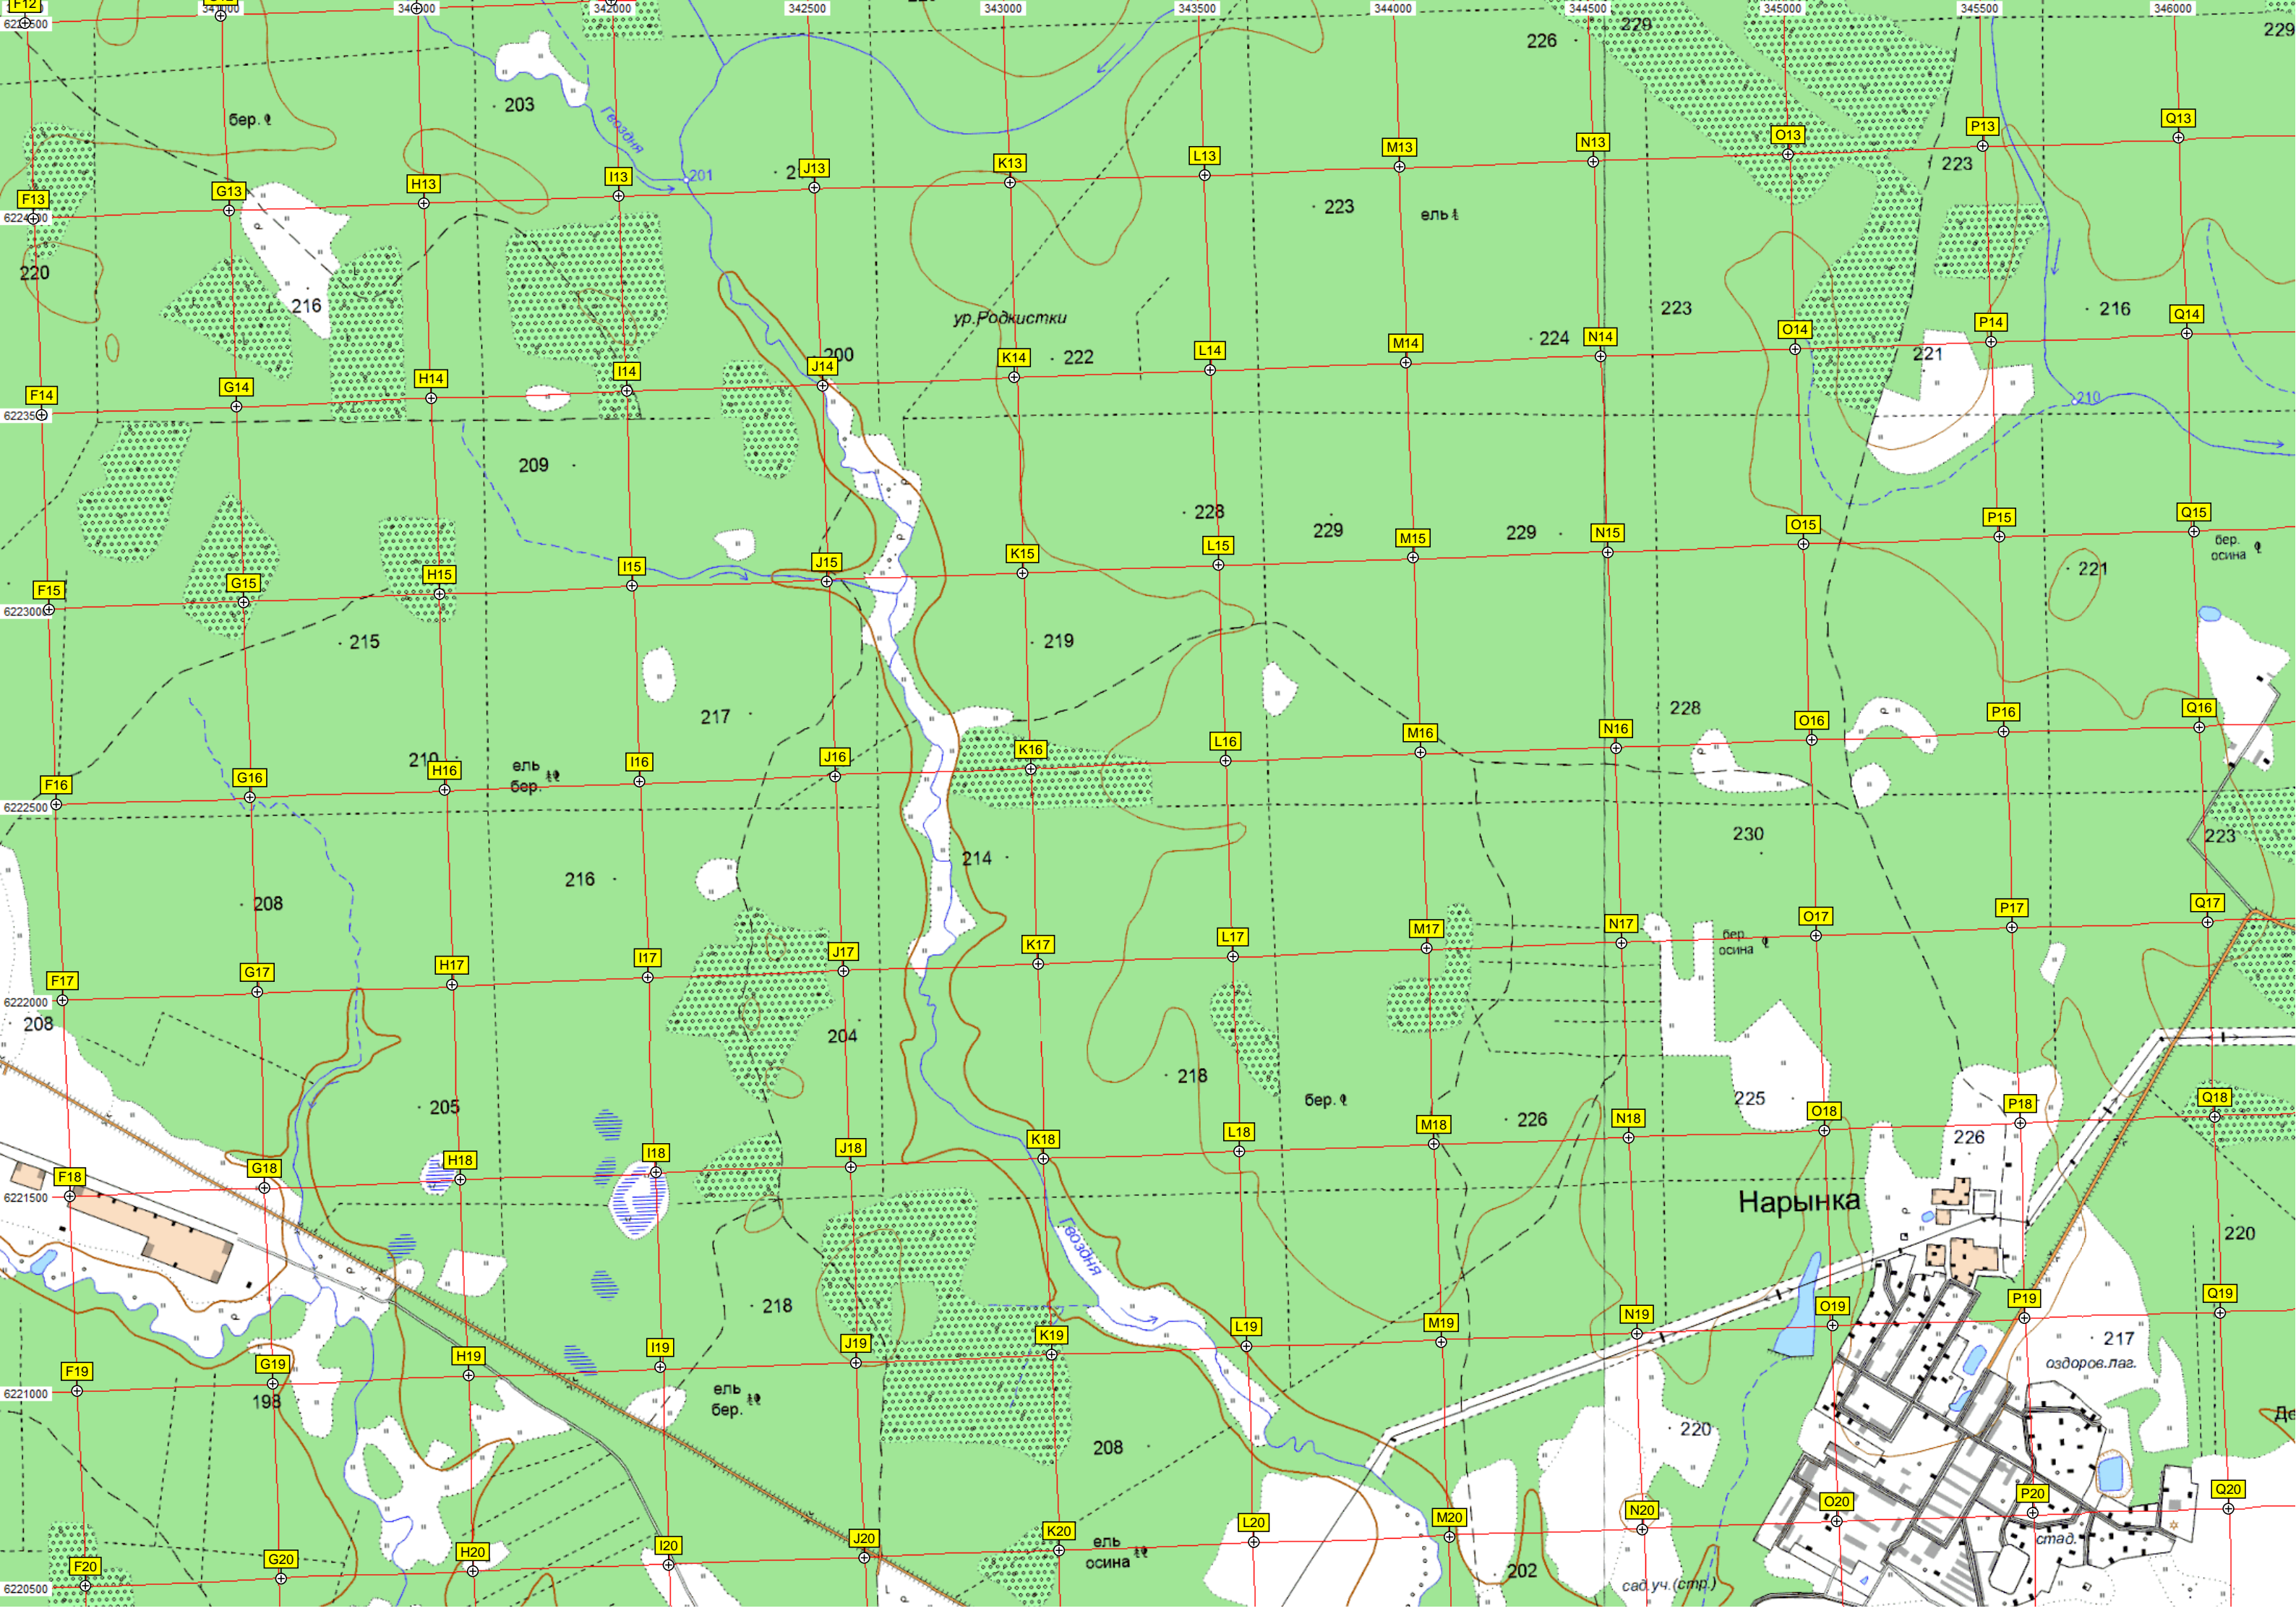 F12
341000
342000
342500
343000
343500
344000
344500
345000
345500
346000
229
229
226
203
бер.
Гвоздня
201
223
ель
223
F13
G13
H13
I13
J13
K13
L13
M13
N13
O13
P13
Q13
220
216
ур.Родкистки
200
222
224
223
221
216
210
F14
G14
H14
I14
J14
K14
L14
M14
N14
O14
P14
Q14
209
228
229
229
бер.
осина
221
F15
G15
H15
I15
J15
K15
L15
M15
N15
O15
P15
Q15
6223000
215
219
217
228
210
ель
бер.
F16
G16
H16
I16
J16
K16
L16
M16
N16
O16
P16
Q16
6222500
230
223
214
216
208
бер.
осина
F17
G17
H17
I17
J17
K17
L17
M17
N17
O17
P17
Q17
6222000
208
204
218
205
бер.
226
225
226
F18
G18
H18
I18
J18
K18
L18
M18
N18
O18
P18
Q18
6221500
Нарынка
220
Гвоздня
218
217
оздоров.лаг.
F19
G19
H19
I19
J19
K19
L19
M19
N19
O19
P19
Q19
6221000
198
ель
бер.
208
220
F20
G20
H20
I20
J20
K20
L20
M20
N20
O20
P20
Q20
6220500
ель
осина
202
сад.уч.(стр.)
стад.